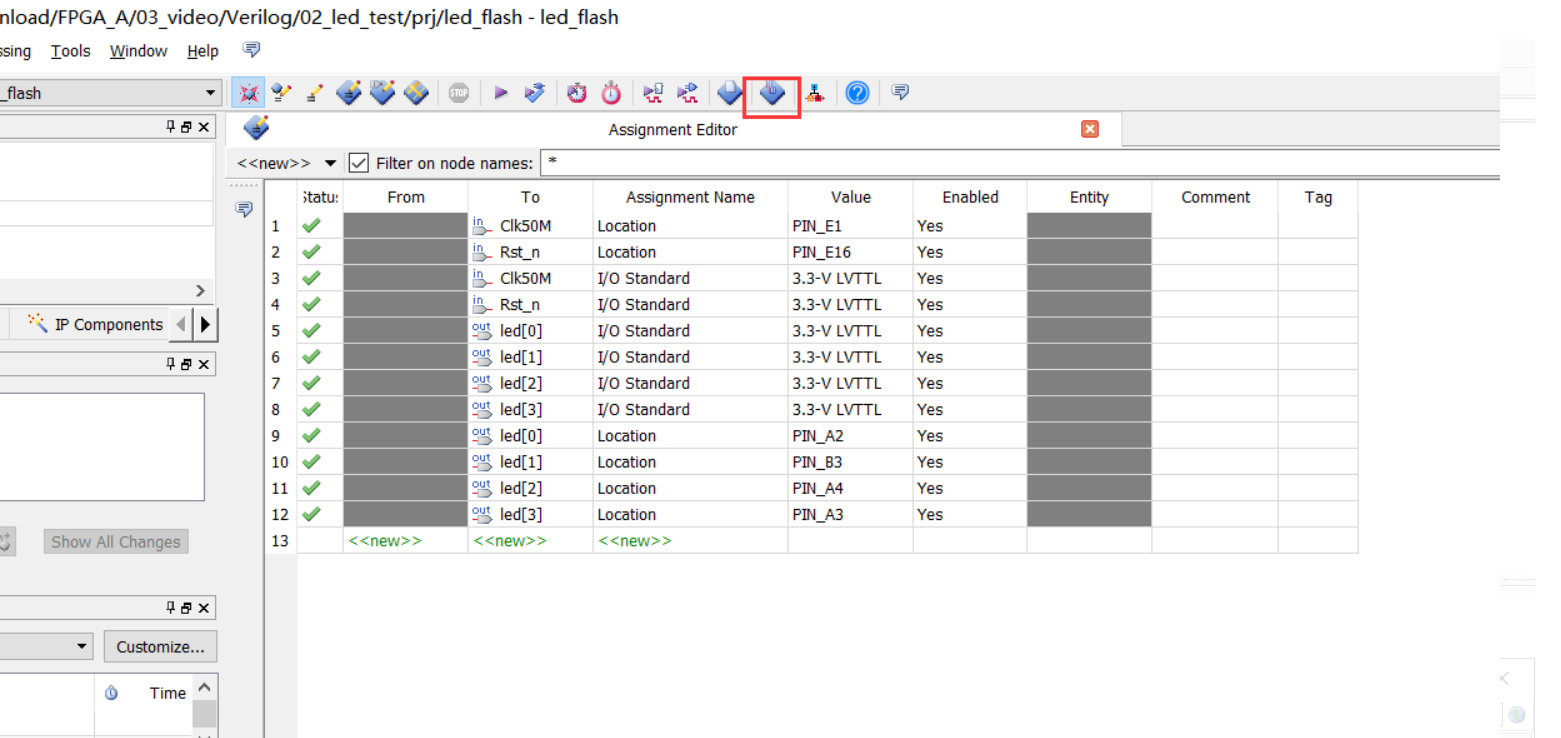 nload/FPGA_A/03_video/Verilog/02_led_test/prj/led_flash - led_flash
ssing Tools Window Help
_flash
STOP
Assignment Editor
<<new>> Filter on node names: *
Status From To Assignment Name Value Enabled Entity Comment Tag
1 in Clk50M Location PIN_E1 Yes
2 in Rst_n Location PIN_E16 Yes
3 in Clk50M I/O Standard 3.3-V LVTTL Yes
4 in Rst_n I/O Standard 3.3-V LVTTL Yes
5 out led[0] I/O Standard 3.3-V LVTTL Yes
6 out led[1] I/O Standard 3.3-V LVTTL Yes
7 out led[2] I/O Standard 3.3-V LVTTL Yes
8 out led[3] I/O Standard 3.3-V LVTTL Yes
9 out led[0] Location PIN_A2 Yes
10 out led[1] Location PIN_B3 Yes
11 out led[2] Location PIN_A4 Yes
12 out led[3] Location PIN_A3 Yes
13 <<new>> <<new>> <<new>>
IP Components
Show All Changes
Customize...
Time